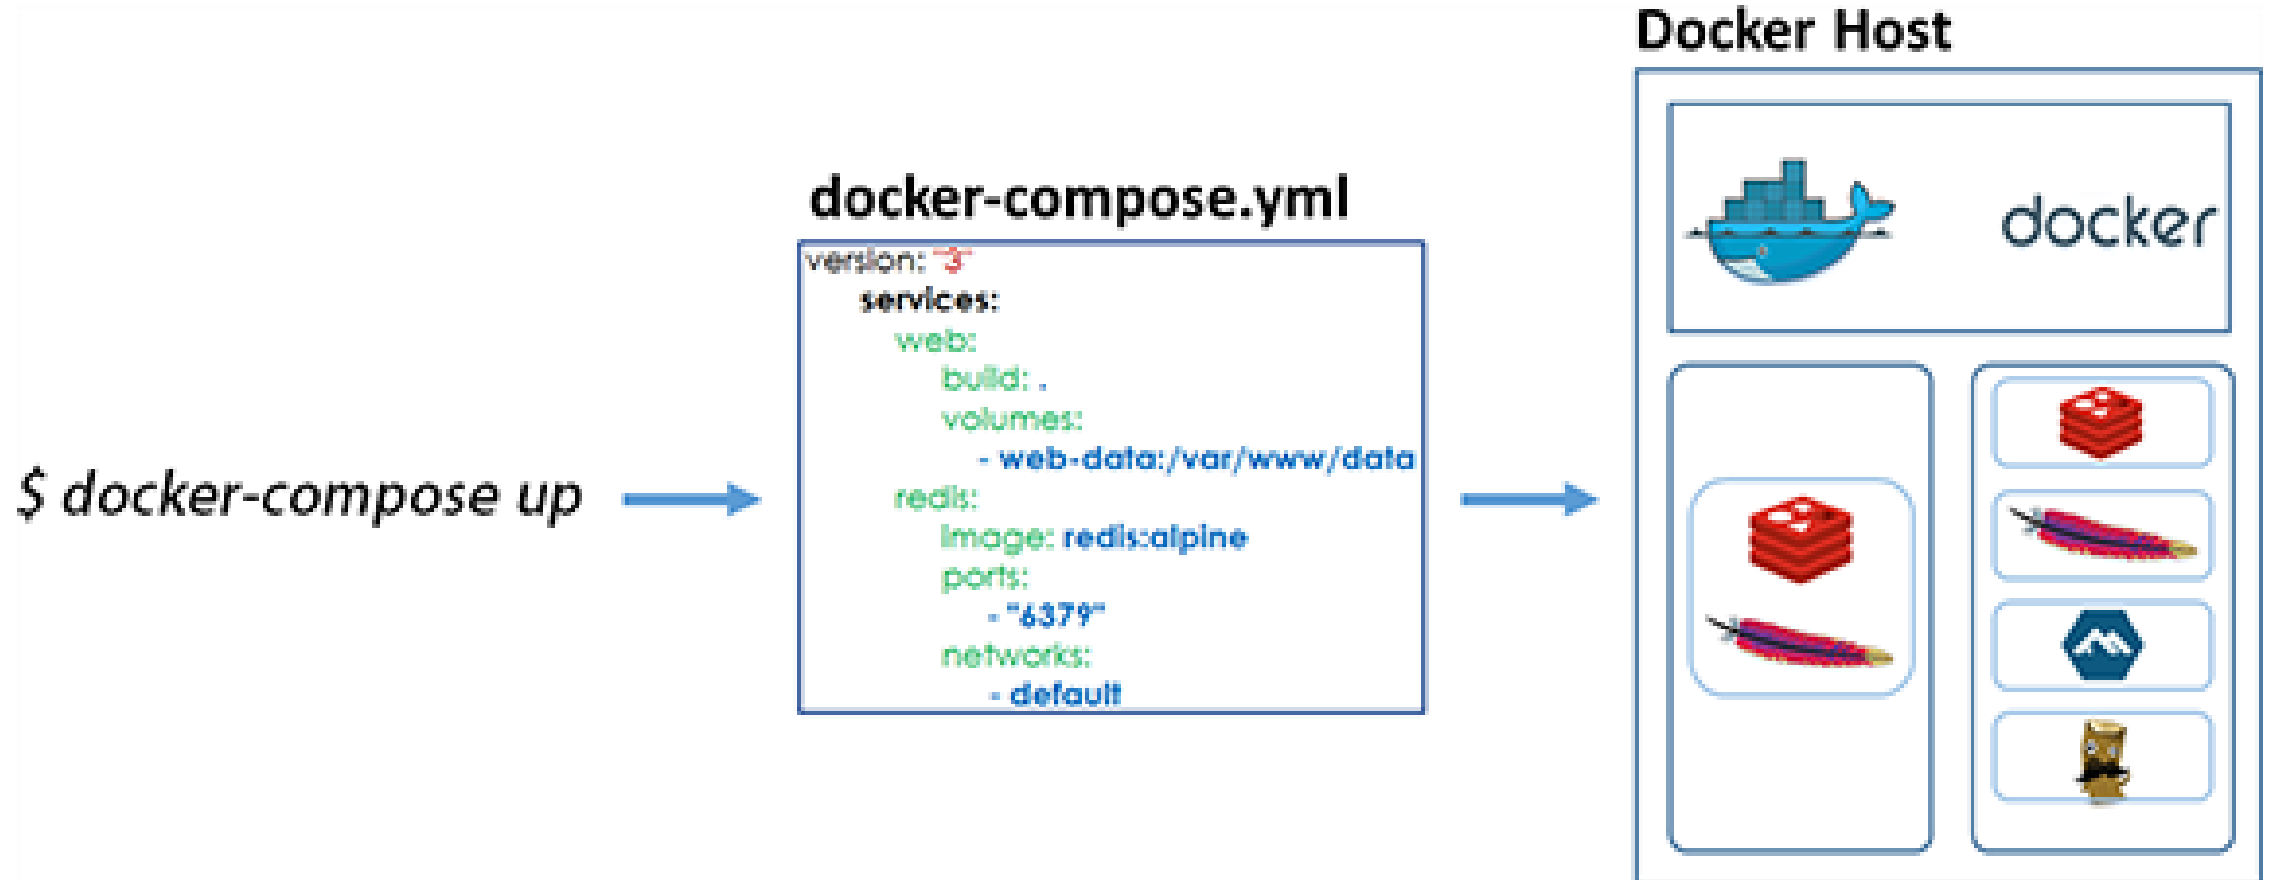 Docker Host
docker
docker-compose.yml
version: "3"
services:
web:
build: .
volumes:
- web-data:/var/www/data
redis:
image: redis:alpine
ports:
- "6379"
networks:
- default
$ docker-compose up